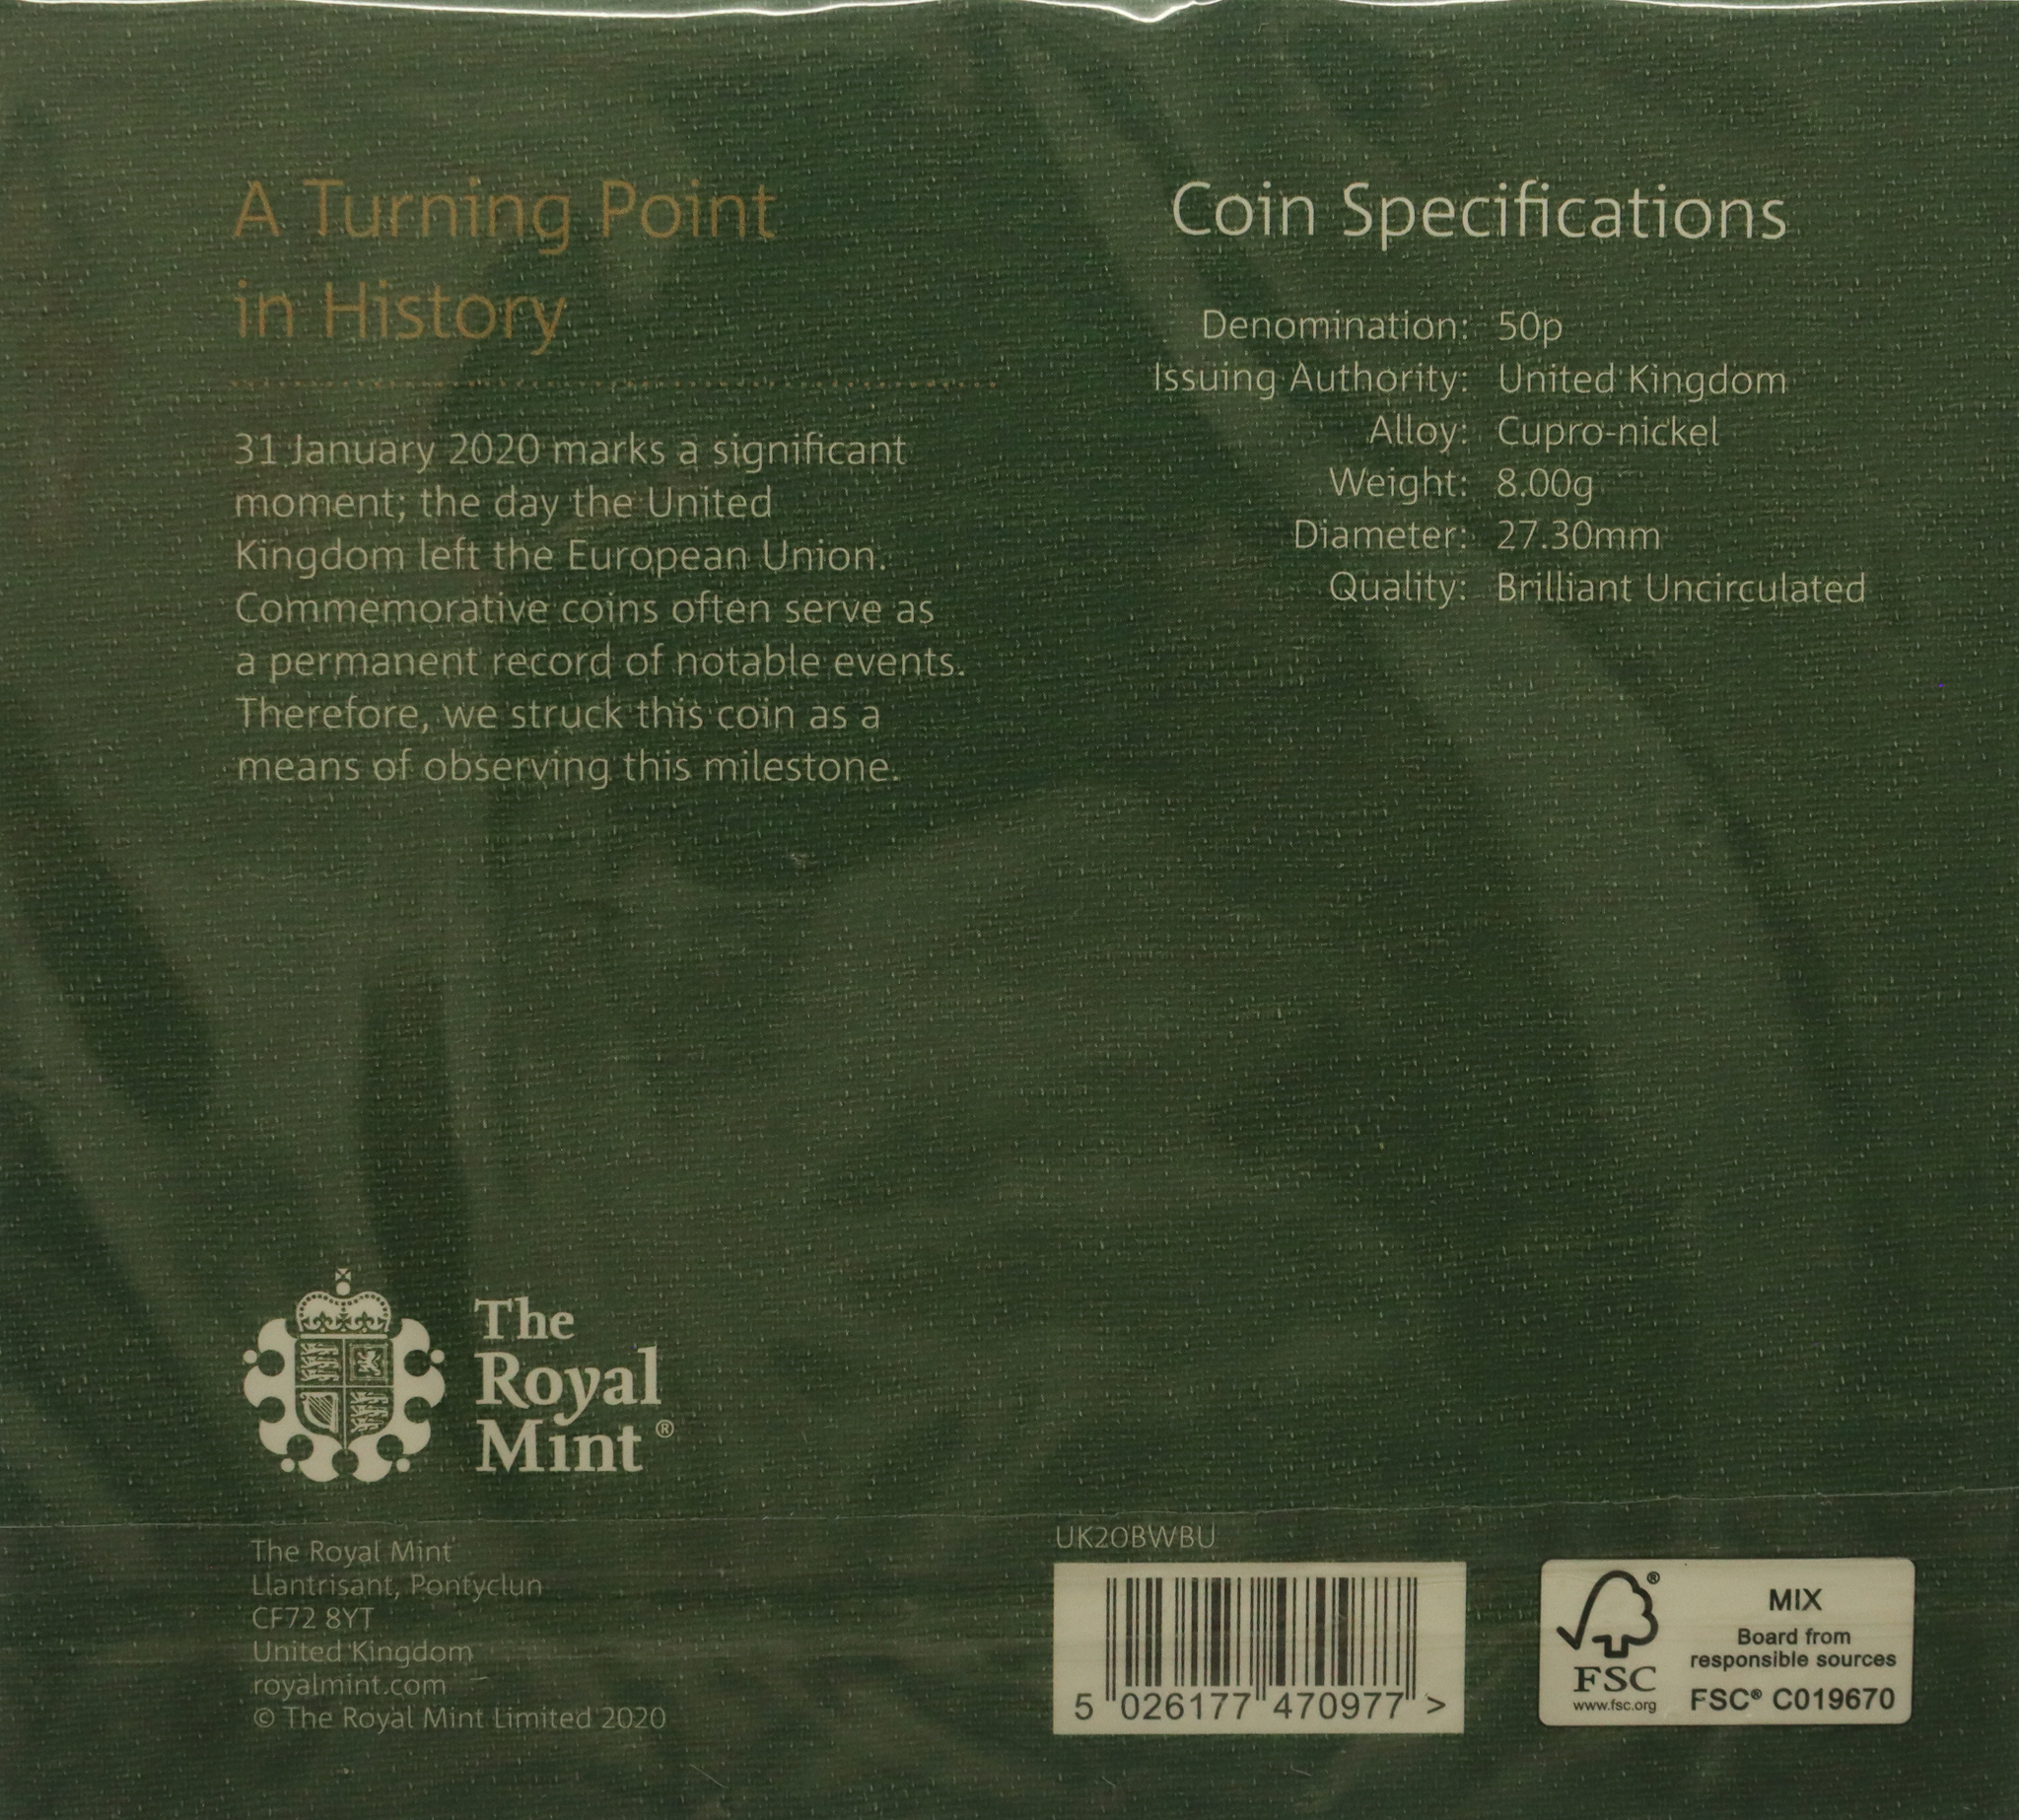 A Turning Point
in History
31 January 2020 marks a significant
moment; the day the United
Kingdom left the European Union.
Commemorative coins often serve as
a permanent record of notable events.
Therefore, we struck this coin as a
means of observing this milestone.
Coin Specifications
Denomination: 50p
Issuing Authority: United Kingdom
Alloy: Cupro-nickel
Weight: 8.00g
Diameter: 27.30mm
Quality: Brilliant Uncirculated
The
Royal
Mint®
The Royal Mint
Llantrisant, Pontyclun
CF72 8YT
United Kingdom
royalmint.com
© The Royal Mint Limited 2020
UK20BWBU
5 026177 470977 >
®
FSC
www.fsc.org
MIX
Board from
responsible sources
FSC® C019670